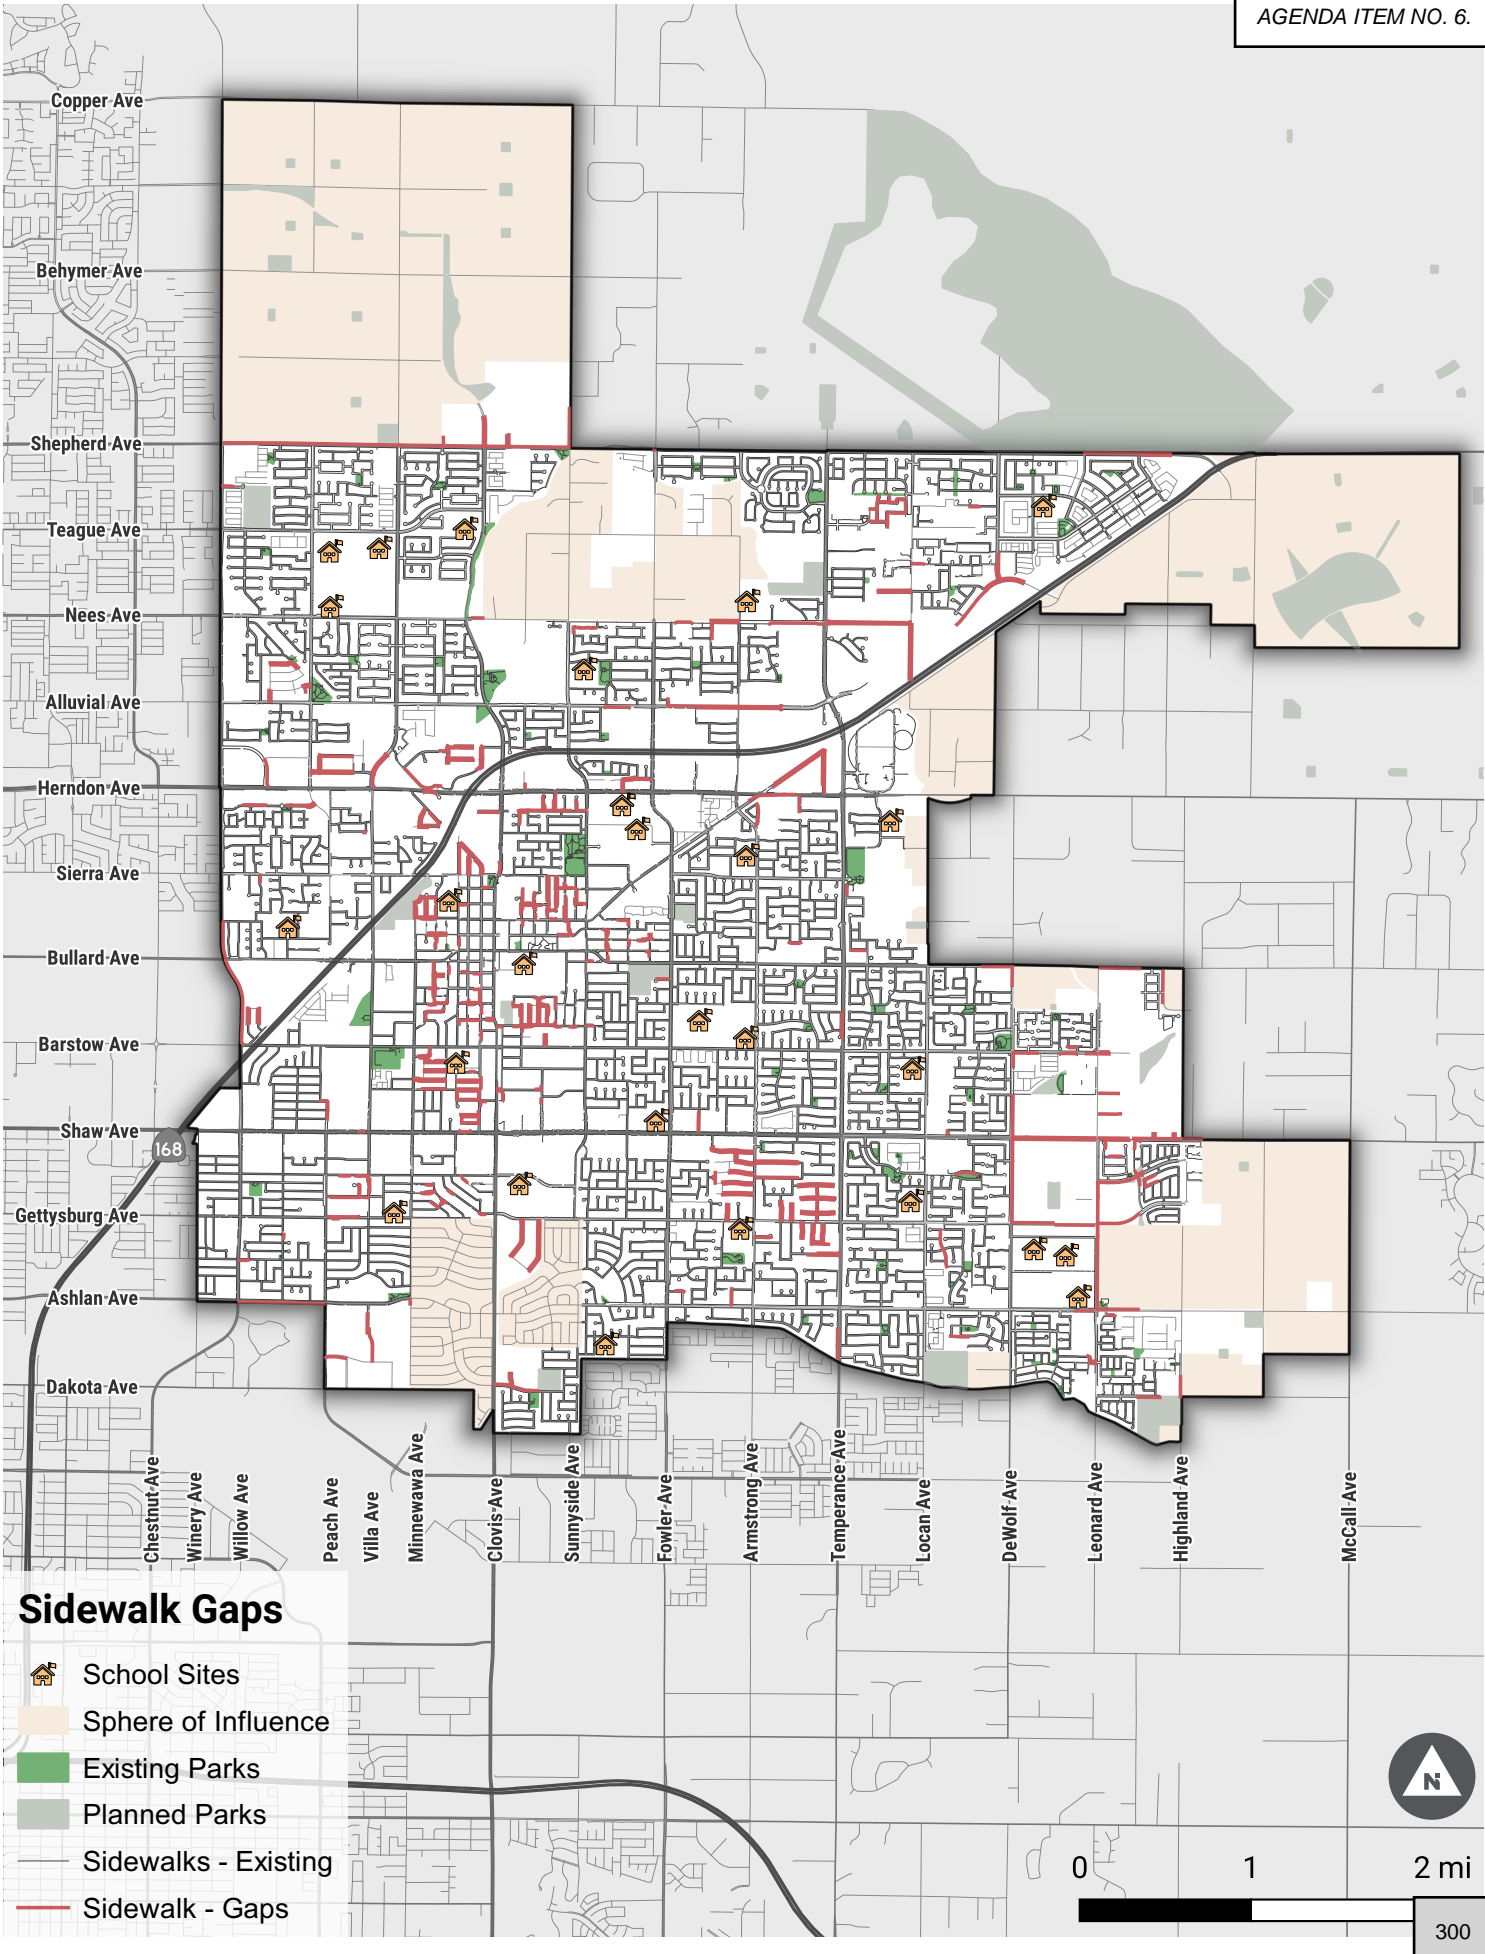 AGENDA ITEM NO. 6.
Copper Ave
Behymer Ave
Shepherd Ave
Teague Ave
Nees Ave
Alluvial Ave
Herndon Ave
Sierra Ave
Bullard Ave
Barstow Ave
Shaw Ave
168
Gettysburg Ave
Ashlan Ave
Dakota Ave
Chestnut Ave
Winery Ave
Willow Ave
Peach Ave
Villa Ave
Minnewawa Ave
Clovis Ave
Sunnyside Ave
Fowler Ave
Armstrong Ave
Temperance Ave
Locan Ave
DeWolf Ave
Leonard Ave
Highland Ave
McCall Ave
Sidewalk Gaps
School Sites
Sphere of Influence
Existing Parks
Planned Parks
Sidewalks - Existing
Sidewalk - Gaps
N
0 1 2 mi
300